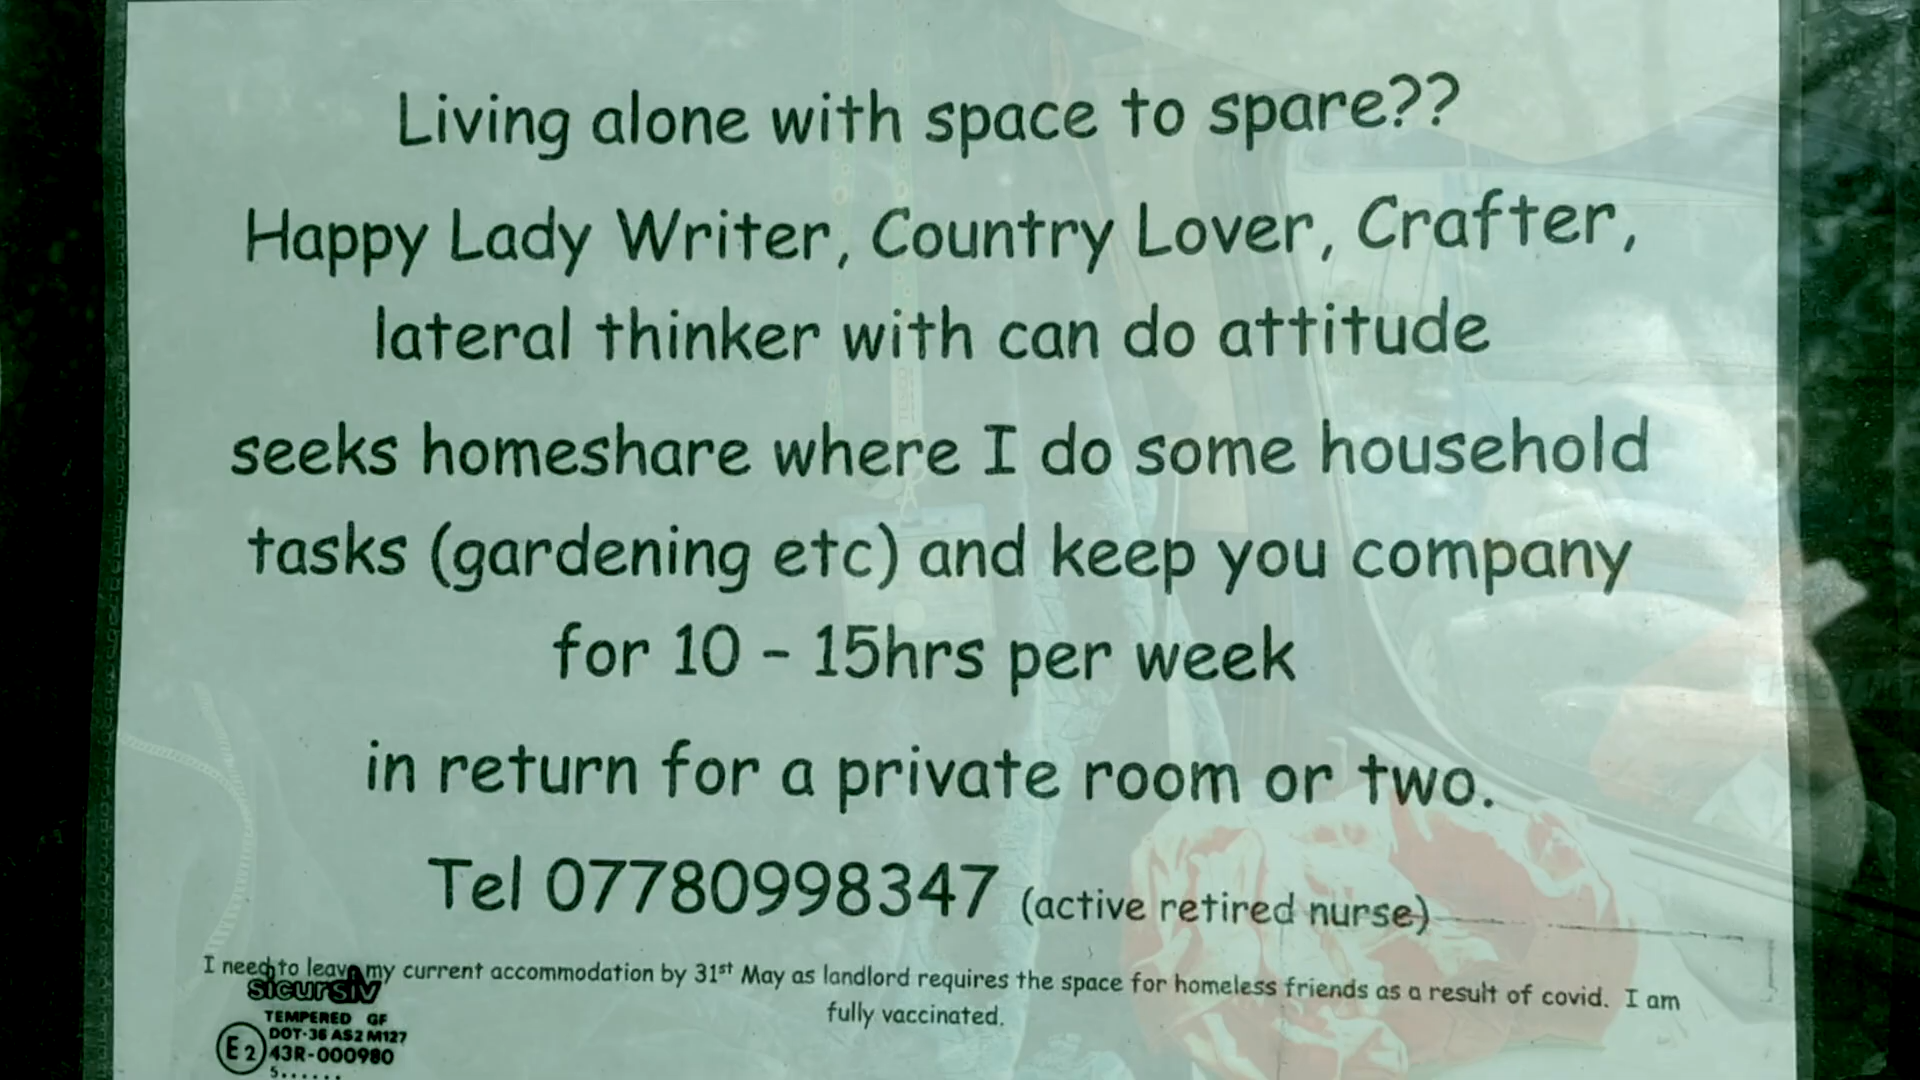 Living alone with space to spare??
Happy Lady Writer, Country Lover, Crafter,
lateral thinker with can do attitude
seeks homeshare where I do some household
tasks (gardening etc) and keep you company
for 10 - 15hrs per week
in return for a private room or two.
Tel 07780998347 (active retired nurse)
I need to leave my current accommodation by 31st May as landlord requires the space for homeless friends as a result of covid. I am
fully vaccinated.
sicursiv
TEMPERED GF
DOT-36 AS2 M127
E2 43R-000980
5......